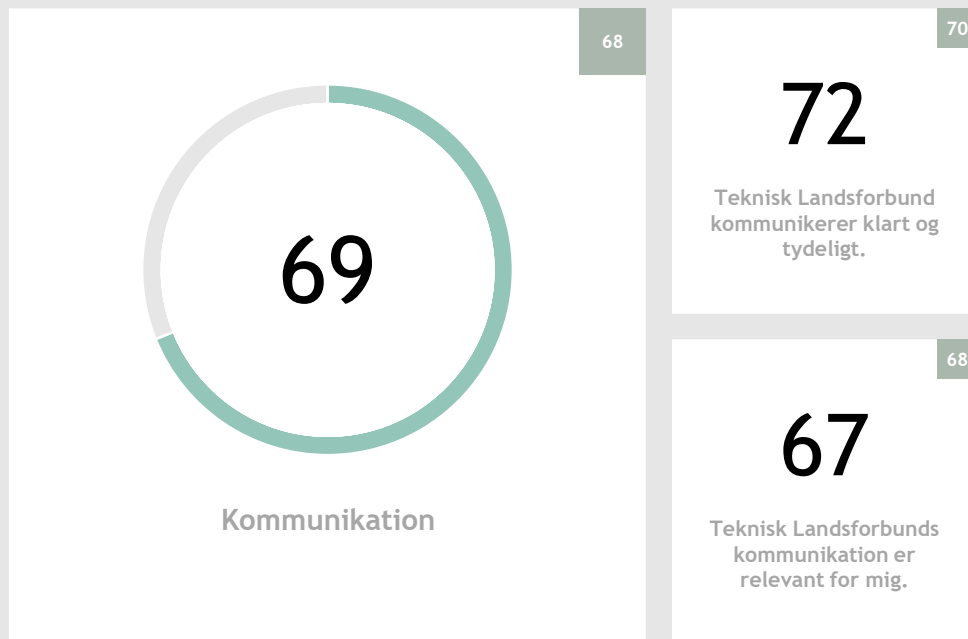 68
69
Kommunikation
70
72
Teknisk Landsforbund
kommunikerer klart og
tydeligt.
68
67
Teknisk Landsforbunds
kommunikation er
relevant for mig.